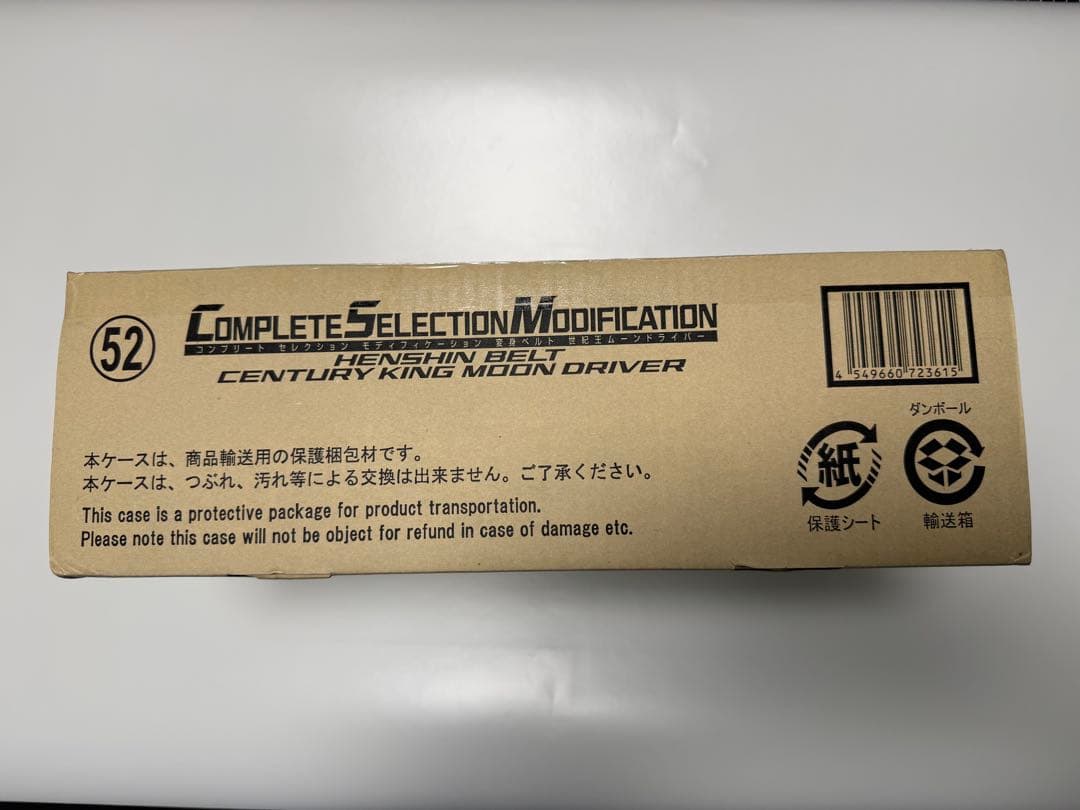 52
COMPLETE SELECTION MODIFICATION
コンプリート セレクション モディフィケーション 変身ベルト 世紀王ムーンドライバー
HENSHIN BELT
CENTURY KING MOON DRIVER
4 549660 723615
本ケースは、商品輸送用の保護梱包材です。
本ケースは、つぶれ、汚れ等による交換は出来ません。ご了承ください。
This case is a protective package for product transportation.
Please note this case will not be object for refund in case of damage etc.
紙
保護シート
ダンボール
輸送箱